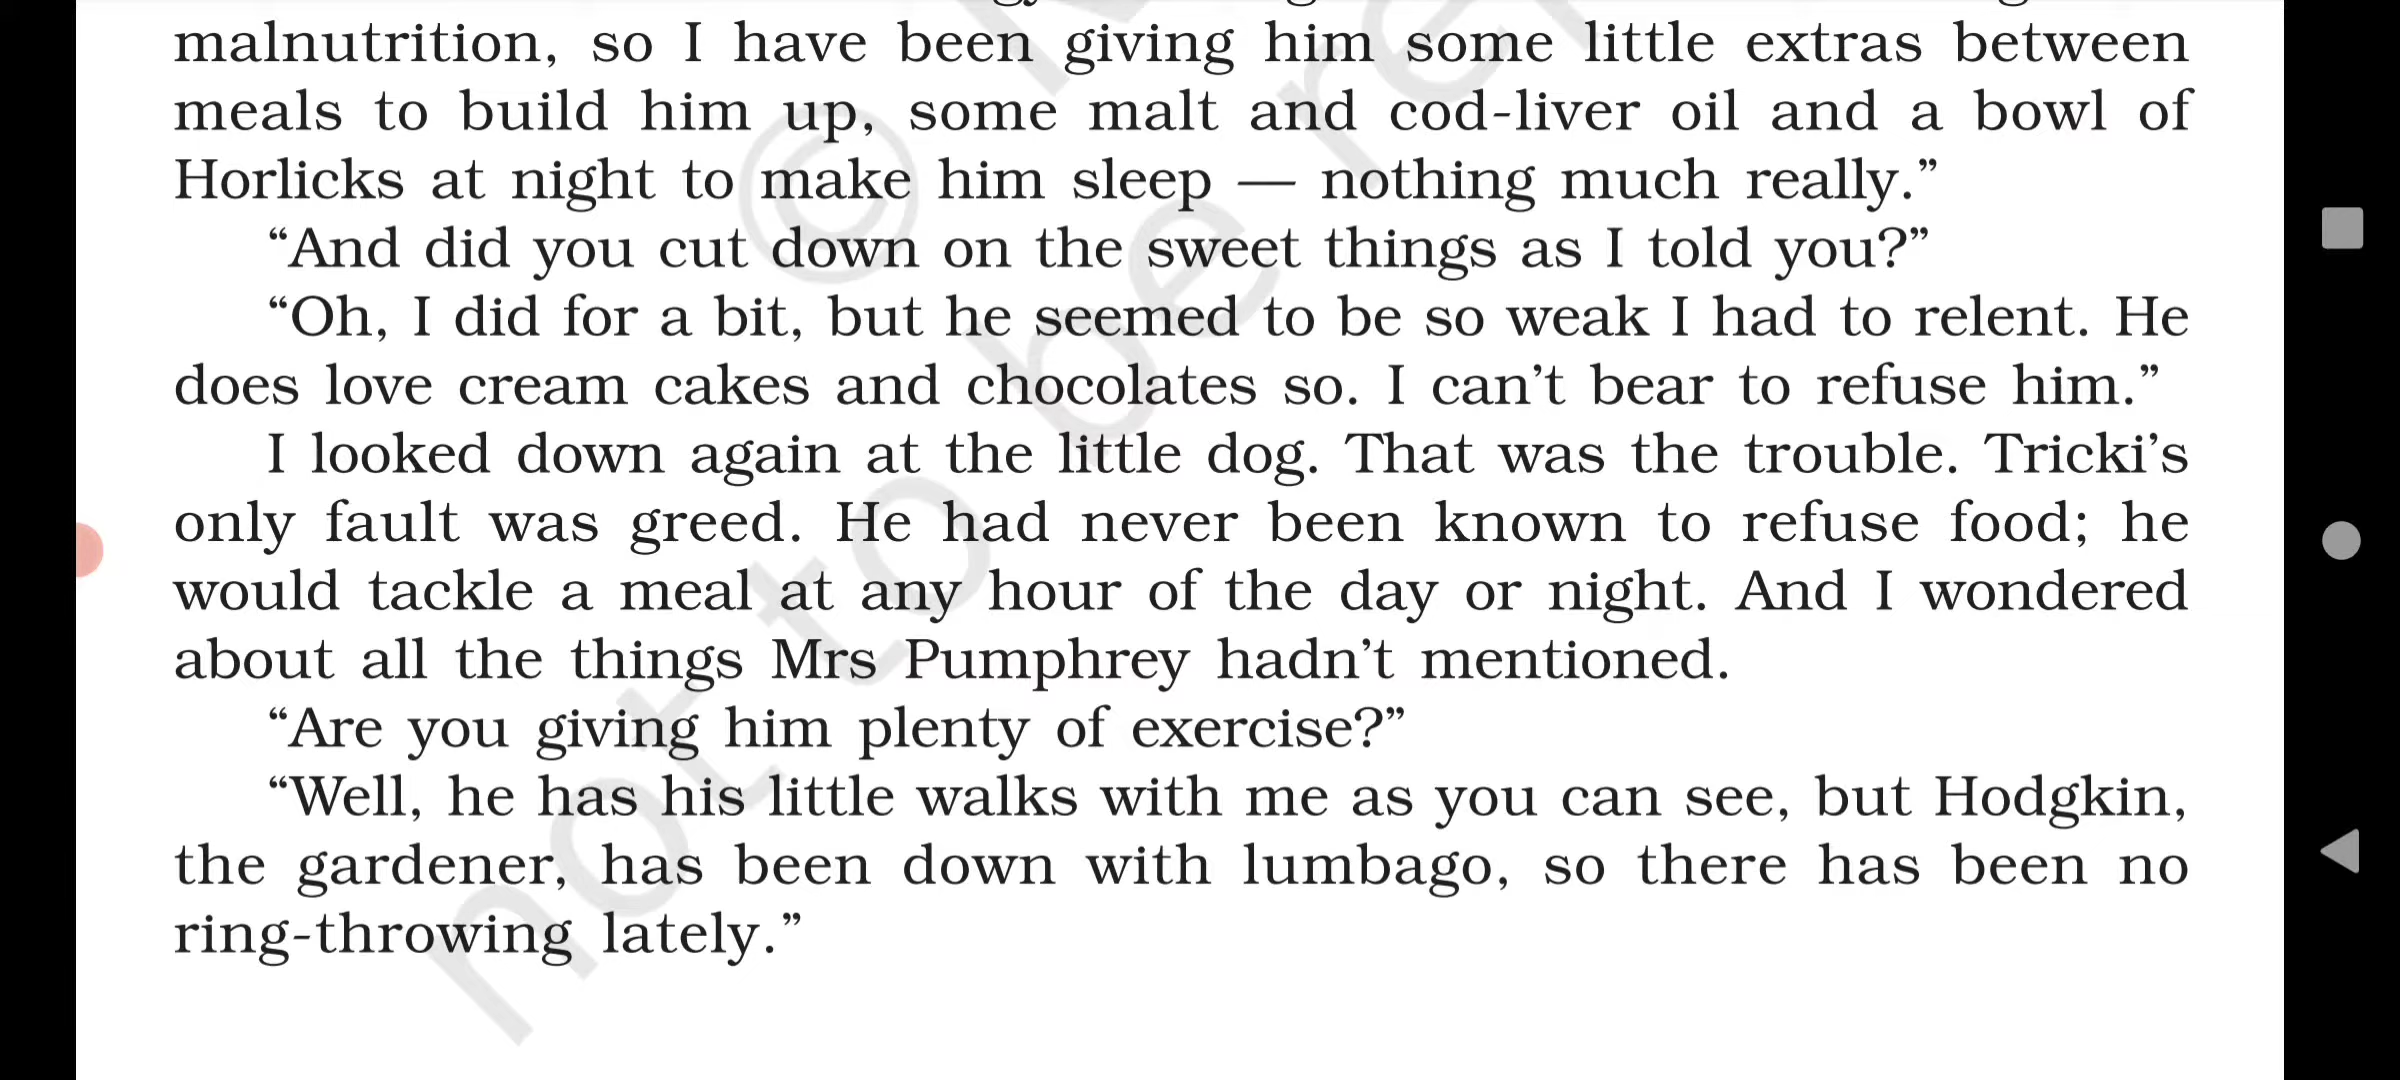 malnutrition, so I have been giving him some little extras between
meals to build him up, some malt and cod-liver oil and a bowl of
Horlicks at night to make him sleep — nothing much really.”
“And did you cut down on the sweet things as I told you?”
“Oh, I did for a bit, but he seemed to be so weak I had to relent. He
does love cream cakes and chocolates so. I can’t bear to refuse him.”
I looked down again at the little dog. That was the trouble. Tricki’s
only fault was greed. He had never been known to refuse food; he
would tackle a meal at any hour of the day or night. And I wondered
about all the things Mrs Pumphrey hadn’t mentioned.
“Are you giving him plenty of exercise?”
“Well, he has his little walks with me as you can see, but Hodgkin,
the gardener, has been down with lumbago, so there has been no
ring-throwing lately.”
not to be re